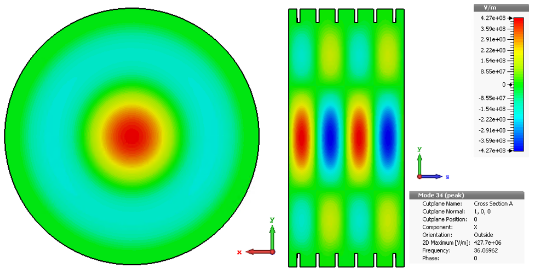 V/m
4.27e+08
3.59e+08
2.91e+08
2.22e+08
1.54e+08
8.55e+07
0
-8.55e+07
-1.54e+08
-2.22e+08
-2.91e+08
-3.59e+08
-4.27e+08
y
x
y
z
Mode 34 (peak)
Cutplane Name: Cross Section A
Cutplane Normal: 1, 0, 0
Cutplane Position: 0
Component: X
Orientation: Outside
2D Maximum [V/m]: 427.7e+06
Frequency: 36.05962
Phase: 0